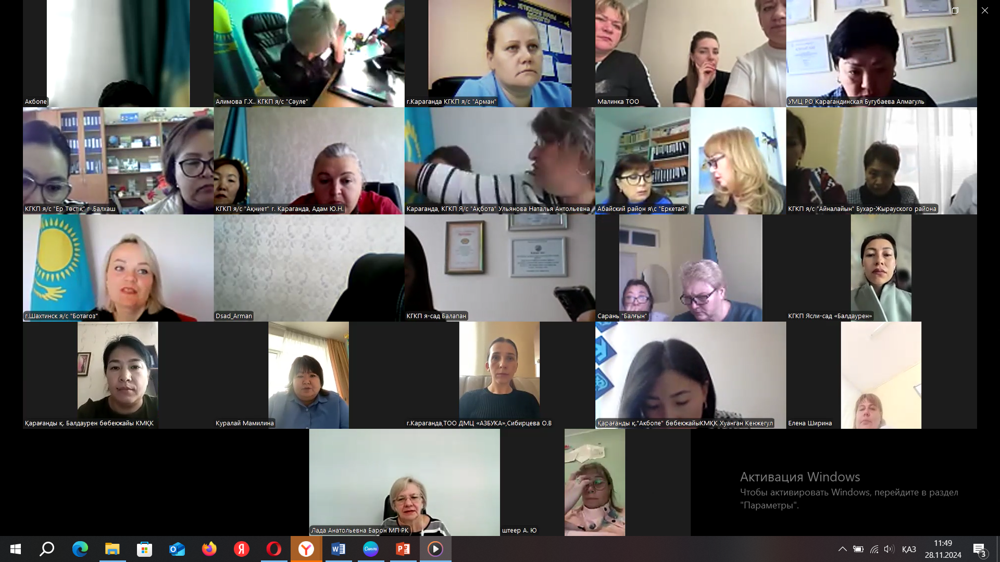 Акбопе
Алимова Г.Х.. КГКП я/с "Сәуле"
г.Караганда КГКП я/с "Арман"
Малинка ТОО
УМЦ РО Карагандинская Бугубаева Алмагуль
КГКП я/с "Ер Төстік" г .Балхаш
КГКП я/с "Ақниет" г. Караганда, Адам Ю.Н.
Караганда, КГКП Я/с "Ақбота" Ульянова Наталья Антольевна
Абайский район я\с "Еркетай"
КГКП я/с "Айналайын" Бухар-Жырауского района
г.Шахтинск я/с "Ботагоз"
Dsad_Arman
КГКП я-сад Балапан
Сарань "Балғын"
КГКП Ясли-сад «Балдаурен»
Қарағанды қ. Балдаурен бөбекжайы КМҚК
Куралай Мамилина
г.Караганда,ТОО ДМЦ «АЗБУКА»,Сибирцева О.В
Қарағанды қ."Акбопе" бөбекжайыКМҚК Хуанган Кенжегул
Елена Ширина
Лада Анатольевна Барон МП РК
штеер А. Ю
Активация Windows
Чтобы активировать Windows, перейдите в раздел
"Параметры".
Canva
ҚАЗ
11:49
28.11.2024
3